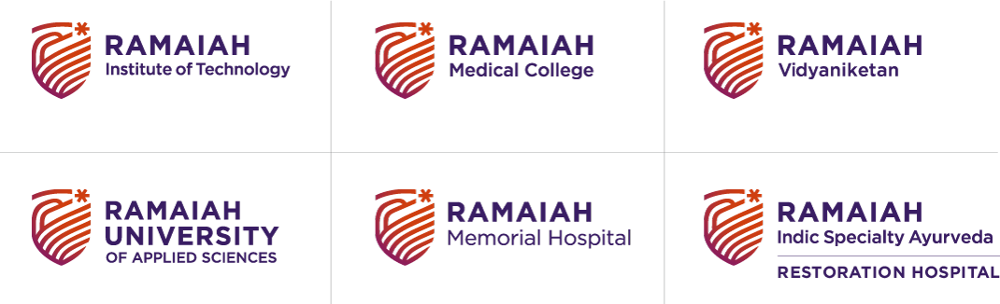 RAMAIAH
Institute of Technology
RAMAIAH
Medical College
RAMAIAH
Vidyaniketan
RAMAIAH
UNIVERSITY
OF APPLIED SCIENCES
RAMAIAH
Memorial Hospital
RAMAIAH
Indic Specialty Ayurveda
RESTORATION HOSPITAL